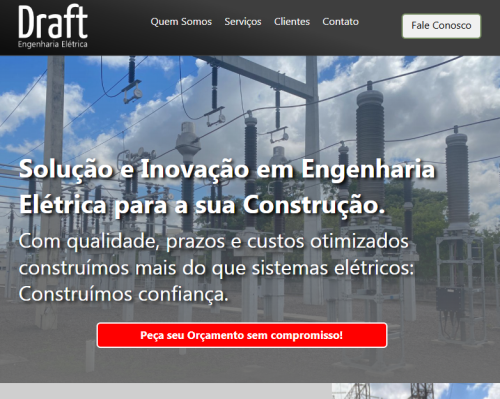 Draft
Engenharia Elétrica
Quem Somos Serviços Clientes Contato
Fale Conosco
Solução e Inovação em Engenharia
Elétrica para a sua Construção.
Com qualidade, prazos e custos otimizados
construímos mais do que sistemas elétricos:
Construímos confiança.
Peça seu Orçamento sem compromisso!